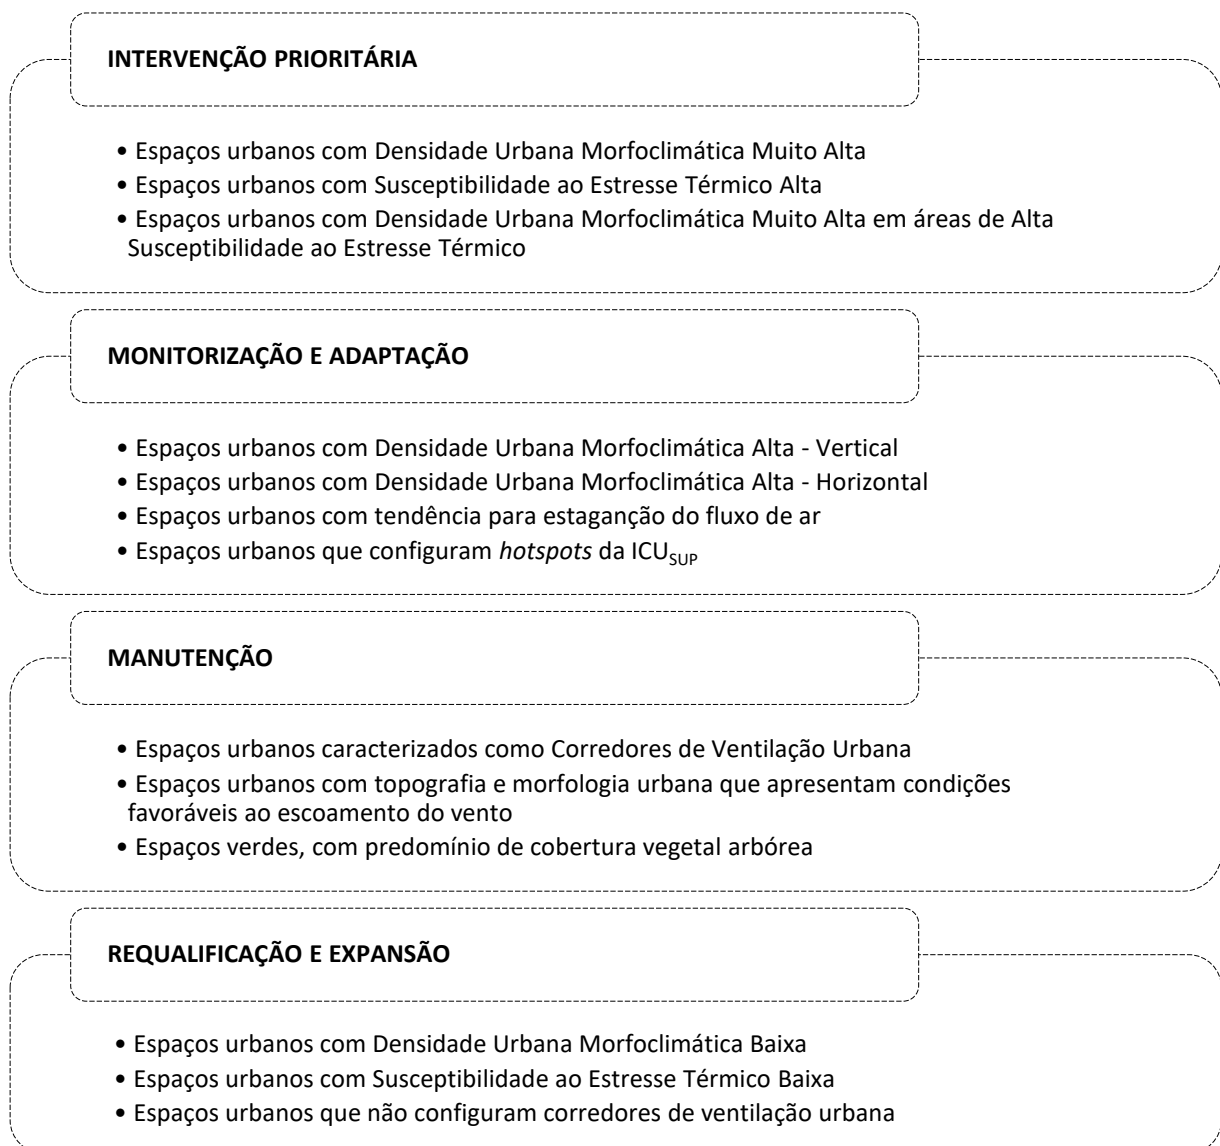 INTERVENÇÃO PRIORITÁRIA
• Espaços urbanos com Densidade Urbana Morfoclimática Muito Alta
• Espaços urbanos com Susceptibilidade ao Estresse Térmico Alta
• Espaços urbanos com Densidade Urbana Morfoclimática Muito Alta em áreas de Alta
Susceptibilidade ao Estresse Térmico
MONITORIZAÇÃO E ADAPTAÇÃO
• Espaços urbanos com Densidade Urbana Morfoclimática Alta - Vertical
• Espaços urbanos com Densidade Urbana Morfoclimática Alta - Horizontal
• Espaços urbanos com tendência para estaganção do fluxo de ar
• Espaços urbanos que configuram hotspots da ICUSUP
MANUTENÇÃO
• Espaços urbanos caracterizados como Corredores de Ventilação Urbana
• Espaços urbanos com topografia e morfologia urbana que apresentam condições
favoráveis ao escoamento do vento
• Espaços verdes, com predomínio de cobertura vegetal arbórea
REQUALIFICAÇÃO E EXPANSÃO
• Espaços urbanos com Densidade Urbana Morfoclimática Baixa
• Espaços urbanos com Susceptibilidade ao Estresse Térmico Baixa
• Espaços urbanos que não configuram corredores de ventilação urbana